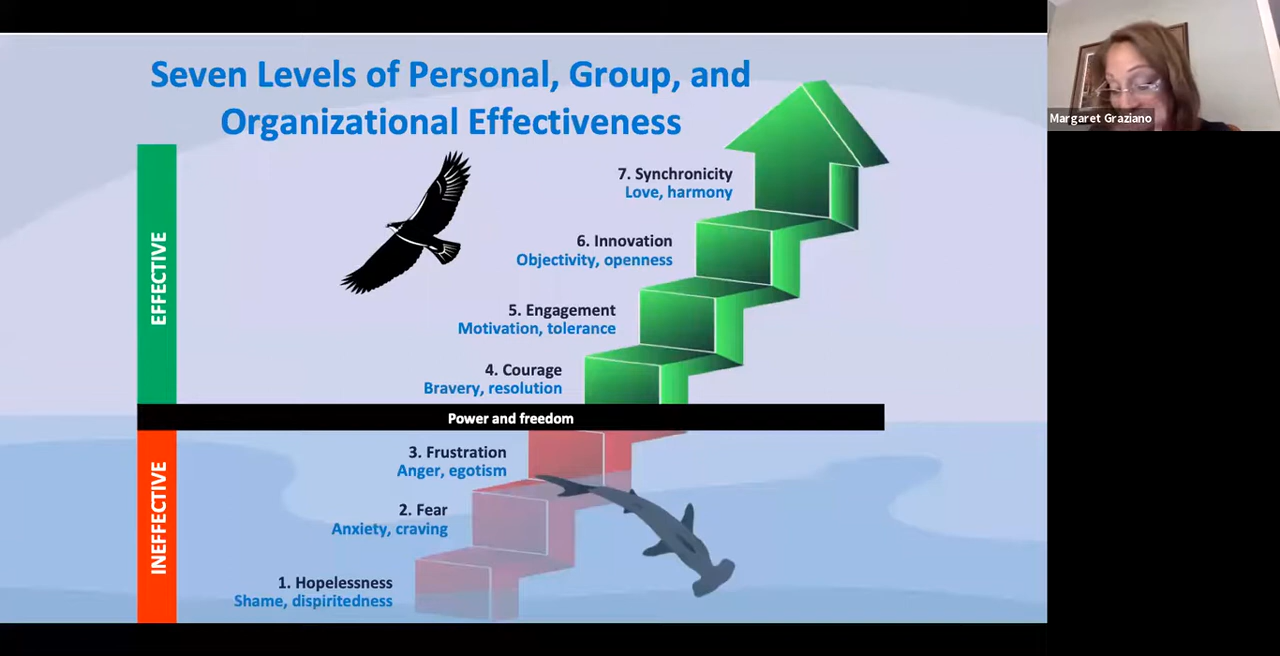 Seven Levels of Personal, Group, and
Organizational Effectiveness
Margaret Graziano
EFFECTIVE
7. Synchronicity
Love, harmony
6. Innovation
Objectivity, openness
5. Engagement
Motivation, tolerance
4. Courage
Bravery, resolution
Power and freedom
INEFFECTIVE
3. Frustration
Anger, egotism
2. Fear
Anxiety, craving
1. Hopelessness
Shame, dispiritedness